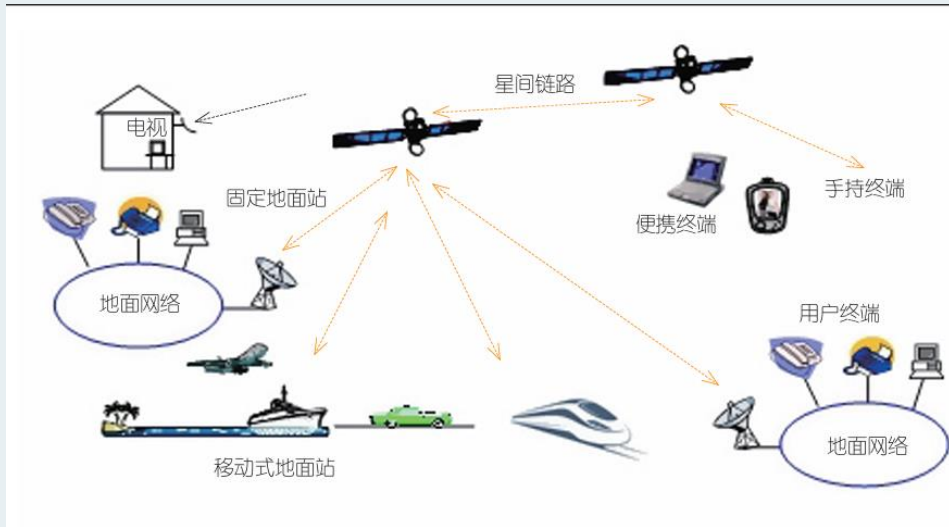 星间链路
电视
手持终端
固定地面站
便携终端
地面网络
用户终端
地面网络
移动式地面站